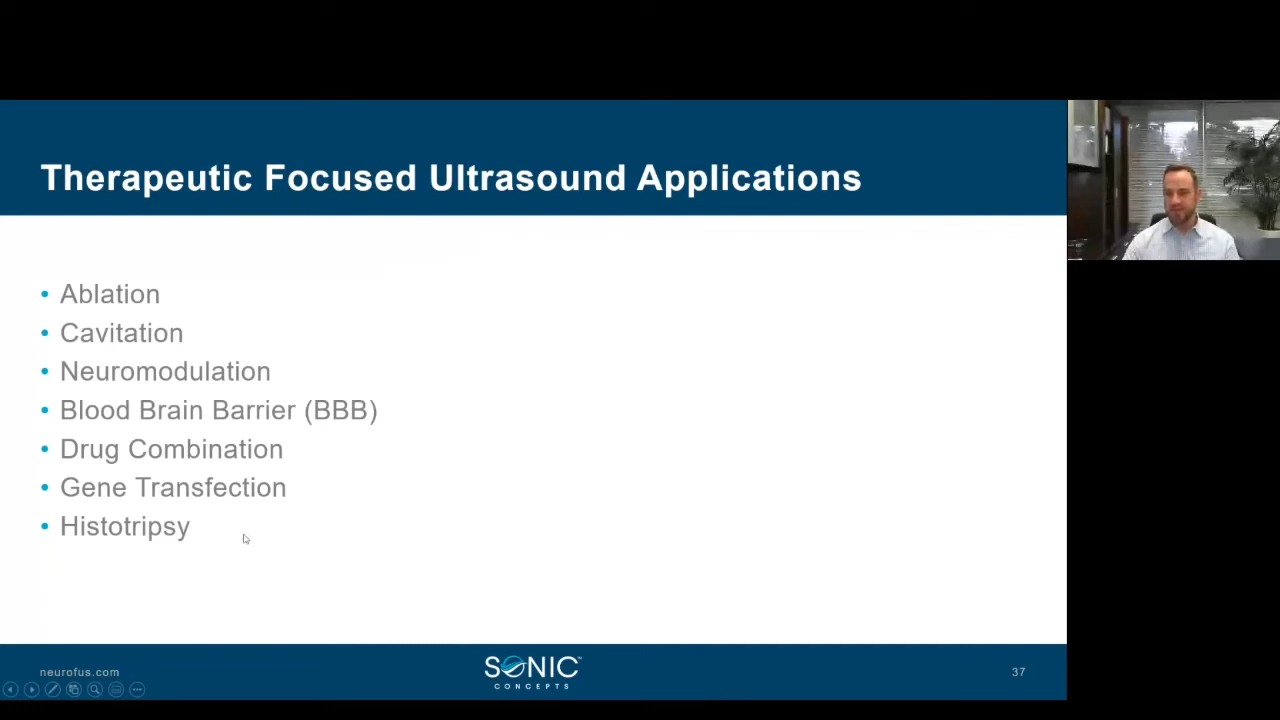 Therapeutic Focused Ultrasound Applications
• Ablation
• Cavitation
• Neuromodulation
• Blood Brain Barrier (BBB)
• Drug Combination
• Gene Transfection
• Histotripsy
neurofus.com
SONIC™
CONCEPTS
37